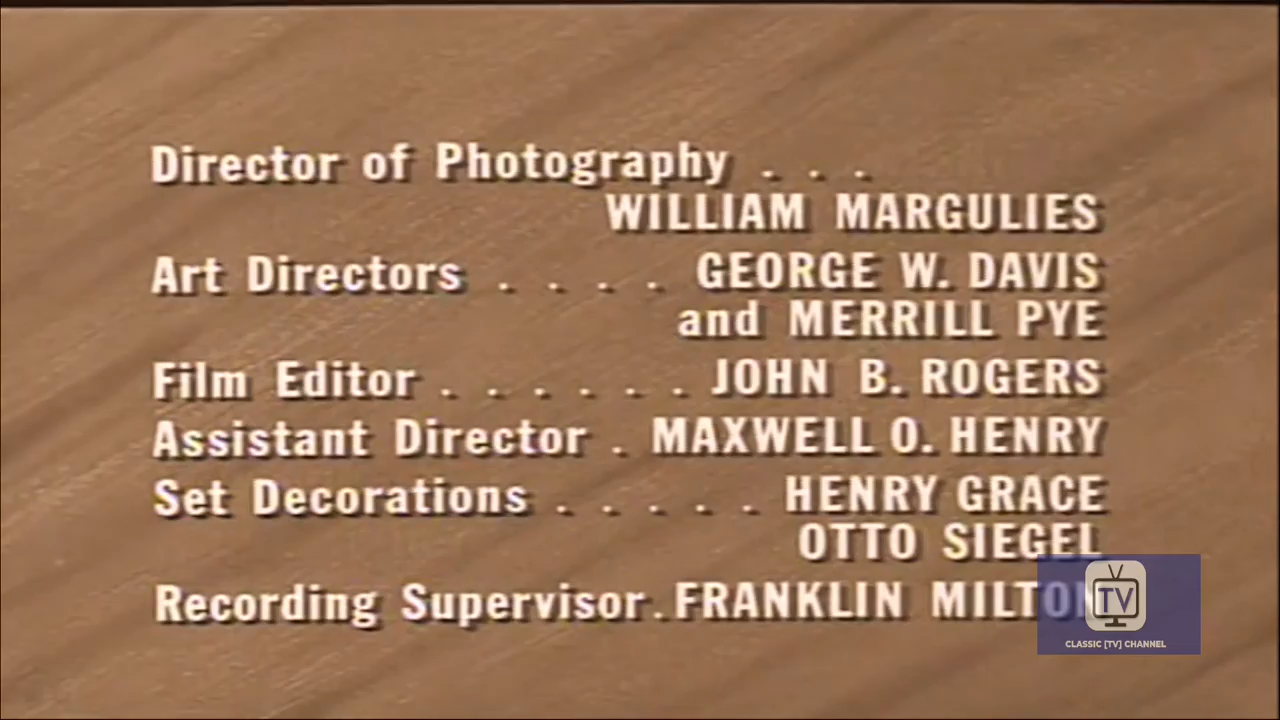 Director of Photography . . .
WILLIAM MARGULIES
Art Directors . . . . GEORGE W. DAVIS
and MERRILL PYE
Film Editor . . . . . . JOHN B. ROGERS
Assistant Director . MAXWELL O. HENRY
Set Decorations . . . . . HENRY GRACE
OTTO SIEGEL
Recording Supervisor . FRANKLIN MILTON
TV
CLASSIC [TV] CHANNEL